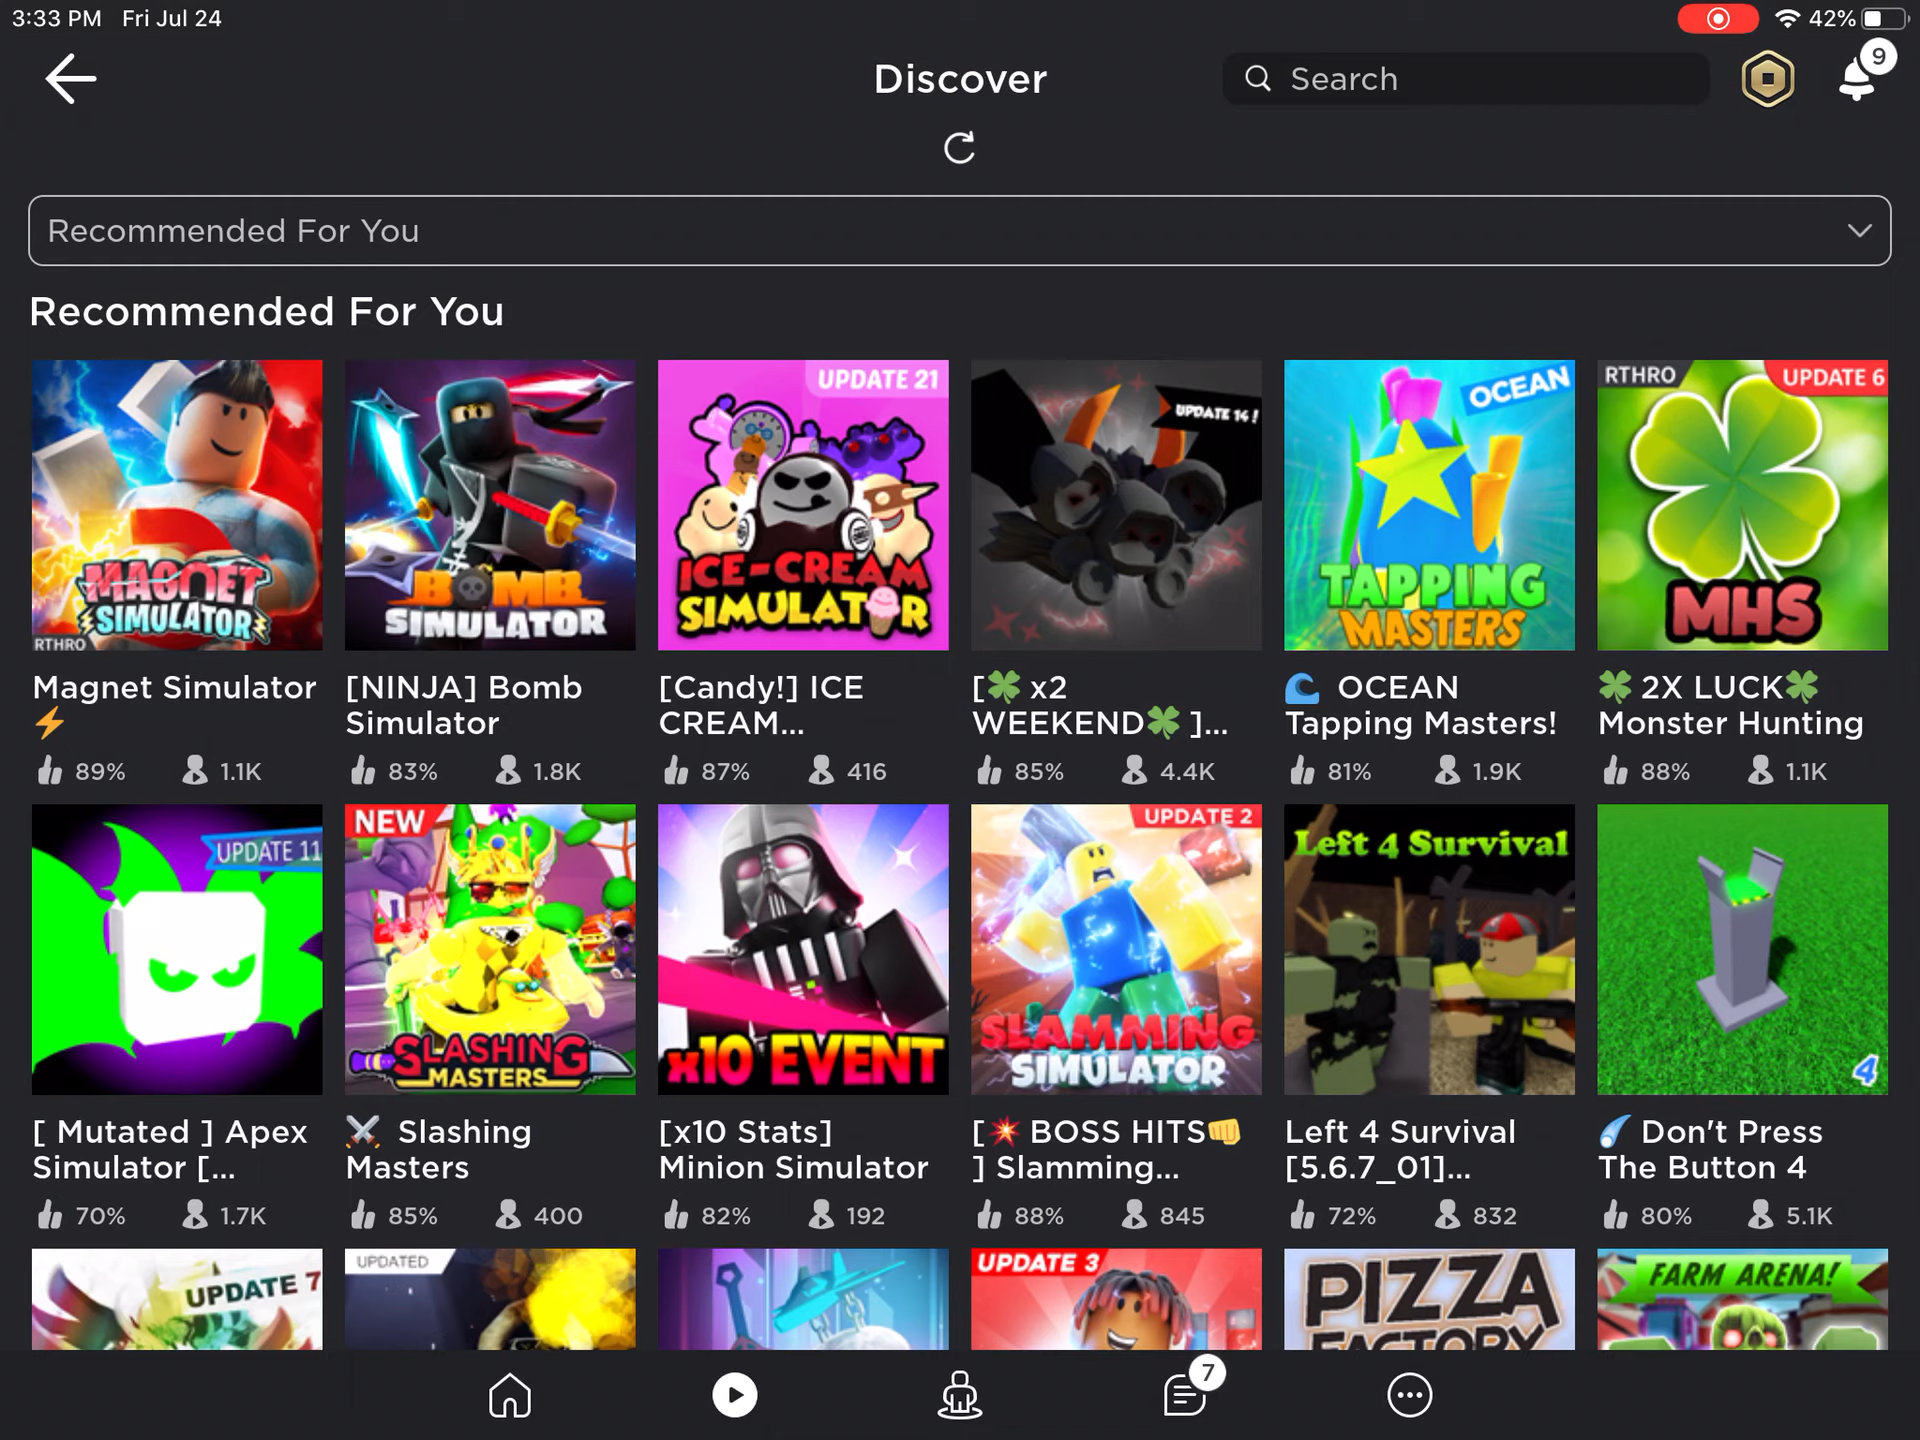 3:33 PM Fri Jul 24 42%
Discover
Search
9
Recommended For You
Recommended For You
MAGNET
SIMULATOR
RTHRO
BOMB
SIMULATOR
UPDATE 21
ICE-CREAM
SIMULATOR
UPDATE 14 !
OCEAN
TAPPING
MASTERS
RTHRO
UPDATE 6
MHS
Magnet Simulator
⚡
[NINJA] Bomb
Simulator
[Candy!] ICE
CREAM...
[🍀 x2
WEEKEND🍀 ]...
🌊 OCEAN
Tapping Masters!
🍀 2X LUCK🍀
Monster Hunting
89% 1.1K
83% 1.8K
87% 416
85% 4.4K
81% 1.9K
88% 1.1K
UPDATE 11
NEW
SLASHING
MASTERS
x10 EVENT
UPDATE 2
SLAMMING
SIMULATOR
Left 4 Survival
4
[ Mutated ] Apex
Simulator [...
⚔️ Slashing
Masters
[x10 Stats]
Minion Simulator
[💥 BOSS HITS👊
] Slamming...
Left 4 Survival
[5.6.7_01]...
☄️ Don't Press
The Button 4
70% 1.7K
85% 400
82% 192
88% 845
72% 832
80% 5.1K
UPDATE 7
UPDATED
UPDATE 3
PIZZA
FACTORY
FARM ARENA!
7